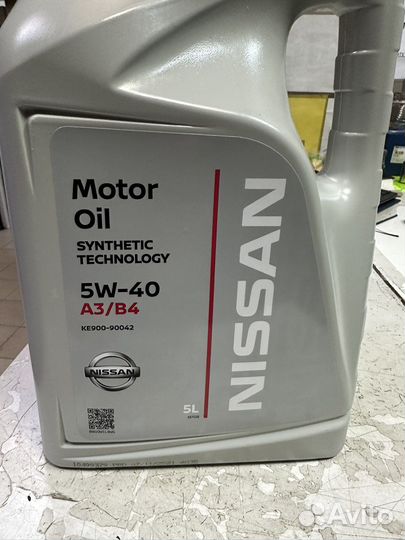 Motor
Oil
SYNTHETIC
TECHNOLOGY
5W-40
A3/B4
KE900-90042
NISSAN
5L
NISSAN
Avito